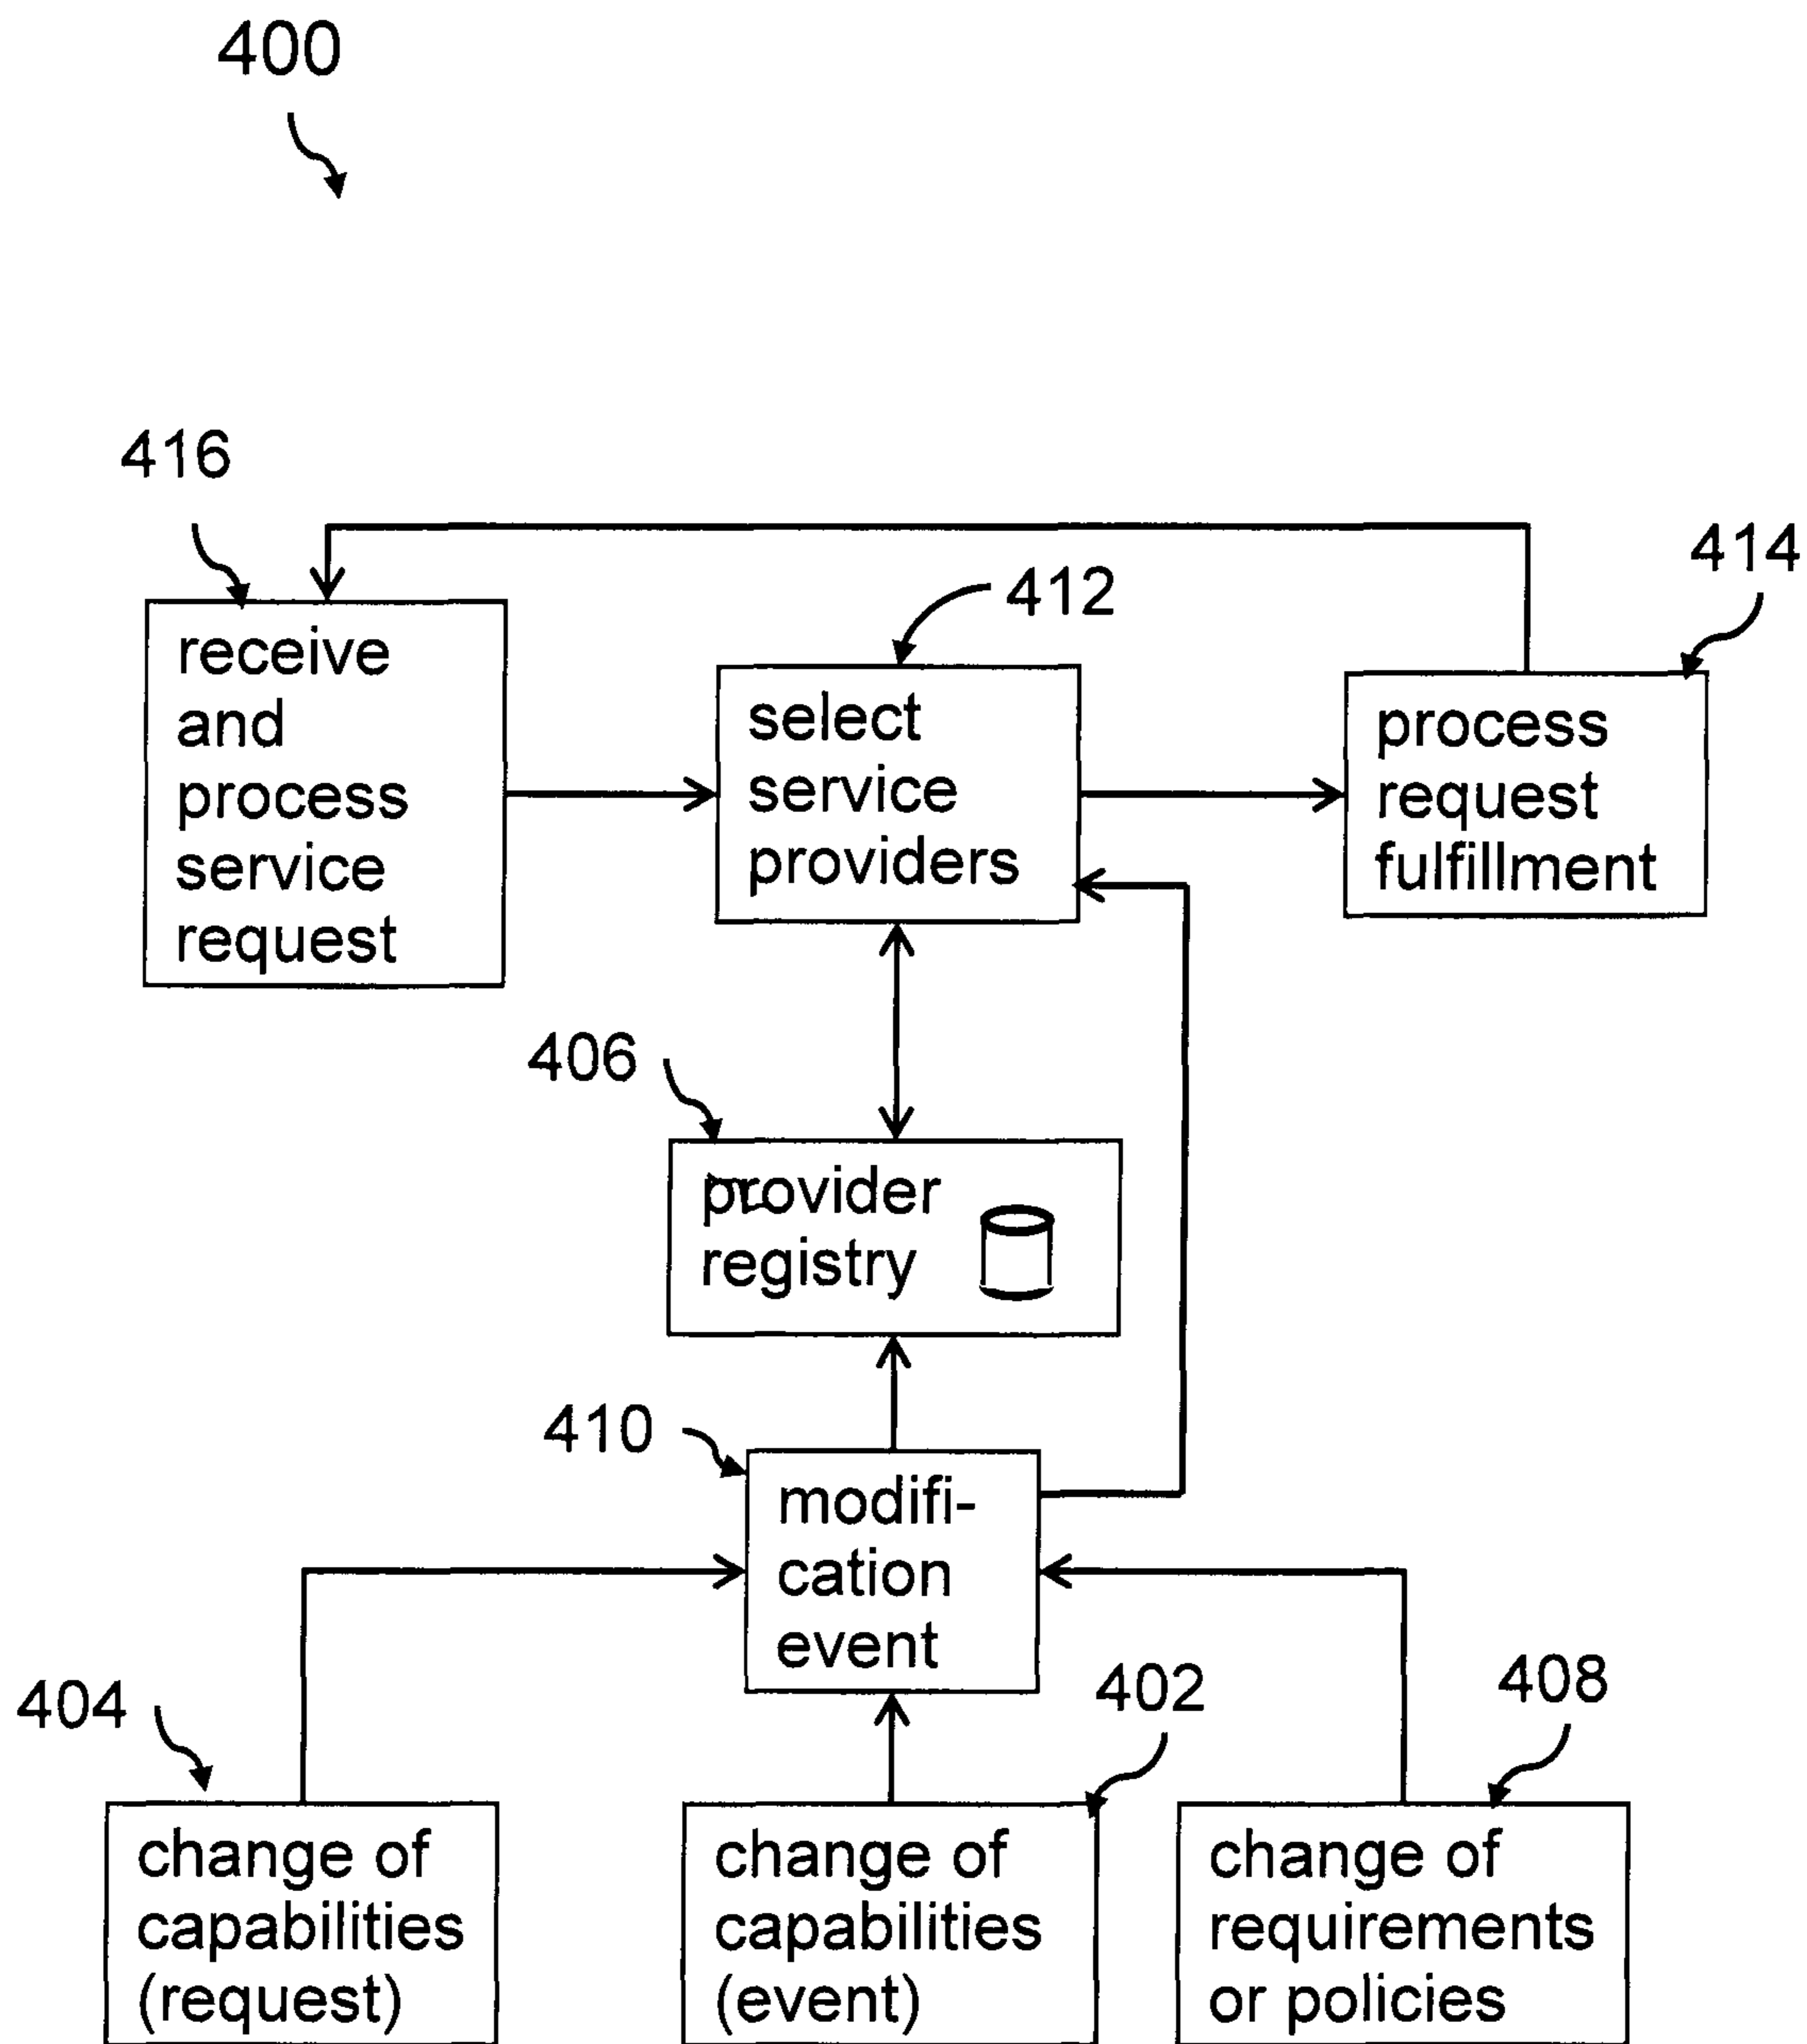 400
416
414
412
receive
and
process
service
request
select
service
providers
process
request
fulfillment
406
provider
registry
410
modifi-
cation
event
404
402
408
change of
capabilities
(request)
change of
capabilities
(event)
change of
requirements
or policies